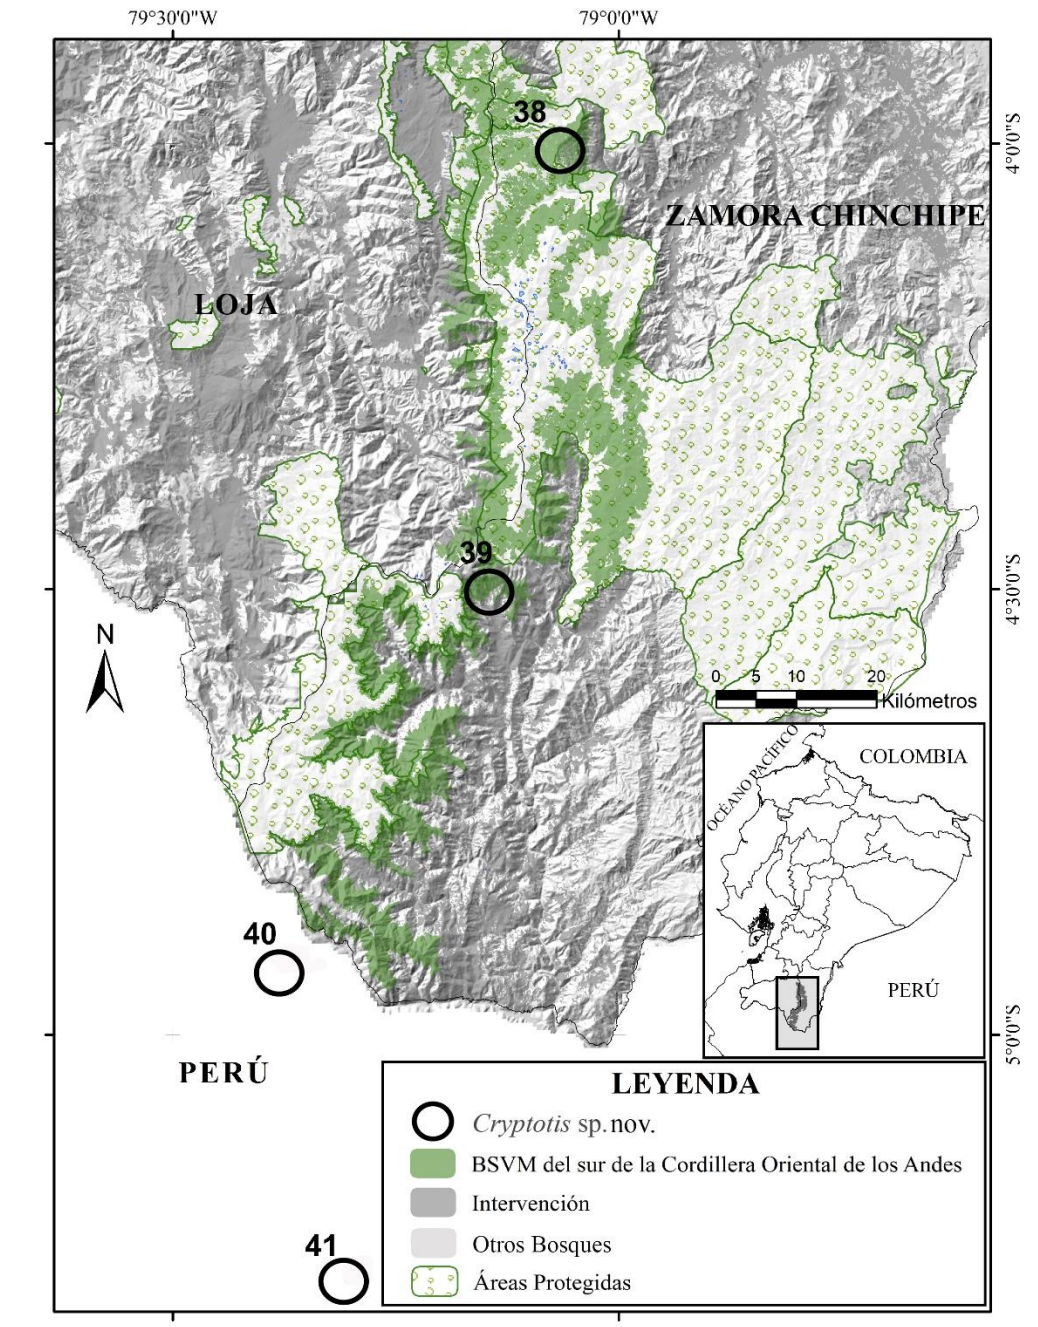 79°30'0"W
79°0'0"W
38
4°0'0"S
ZAMORA CHINCHIPE
LOJA
39
4°30'0"S
N
0 5 10 20
Kilómetros
OCÉANO PACÍFICO
COLOMBIA
40
PERÚ
5°0'0"S
PERÚ
LEYENDA
Cryptotis sp. nov.
BSVM del sur de la Cordillera Oriental de los Andes
Intervención
Otros Bosques
Áreas Protegidas
41